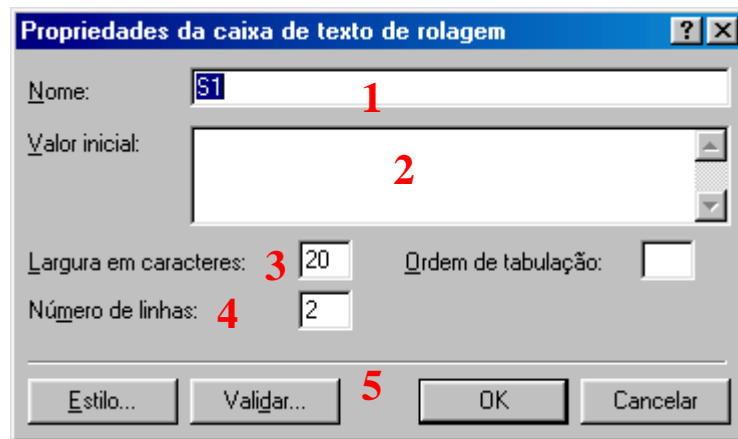 Propriedades da caixa de texto de rolagem ? X
Nome: S1 1
Valor inicial: 2
Largura em caracteres: 3 20 Ordem de tabulação:
Número de linhas: 4 2
5
Estilo... Validar... OK Cancelar